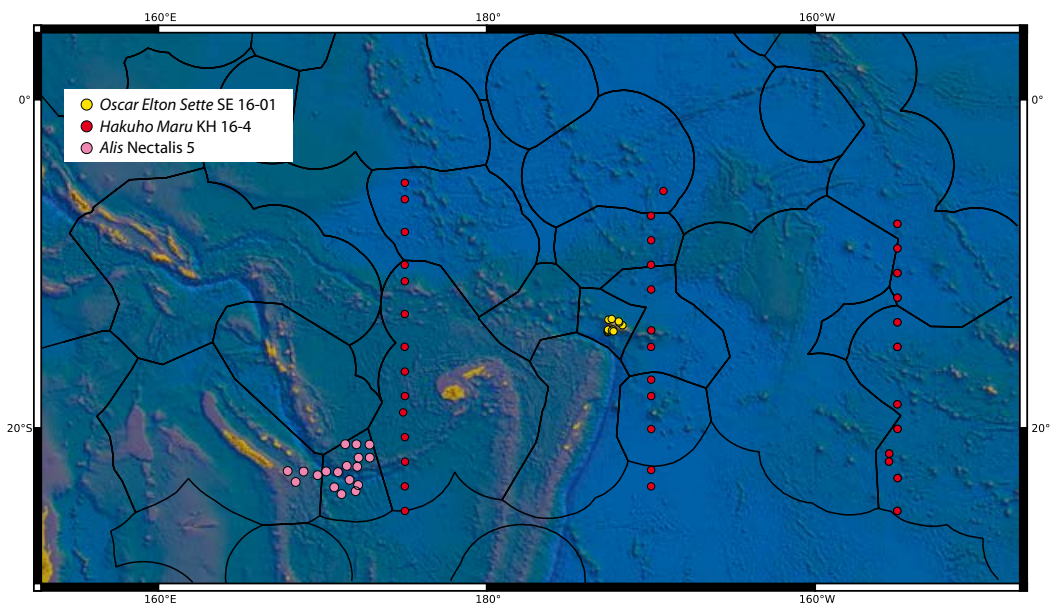 160°E 180° 160°W
0° 0°
Oscar Elton Sette SE 16-01
Hakuho Maru KH 16-4
Alis Nectalis 5
20°S 20°
160°E 180° 160°W